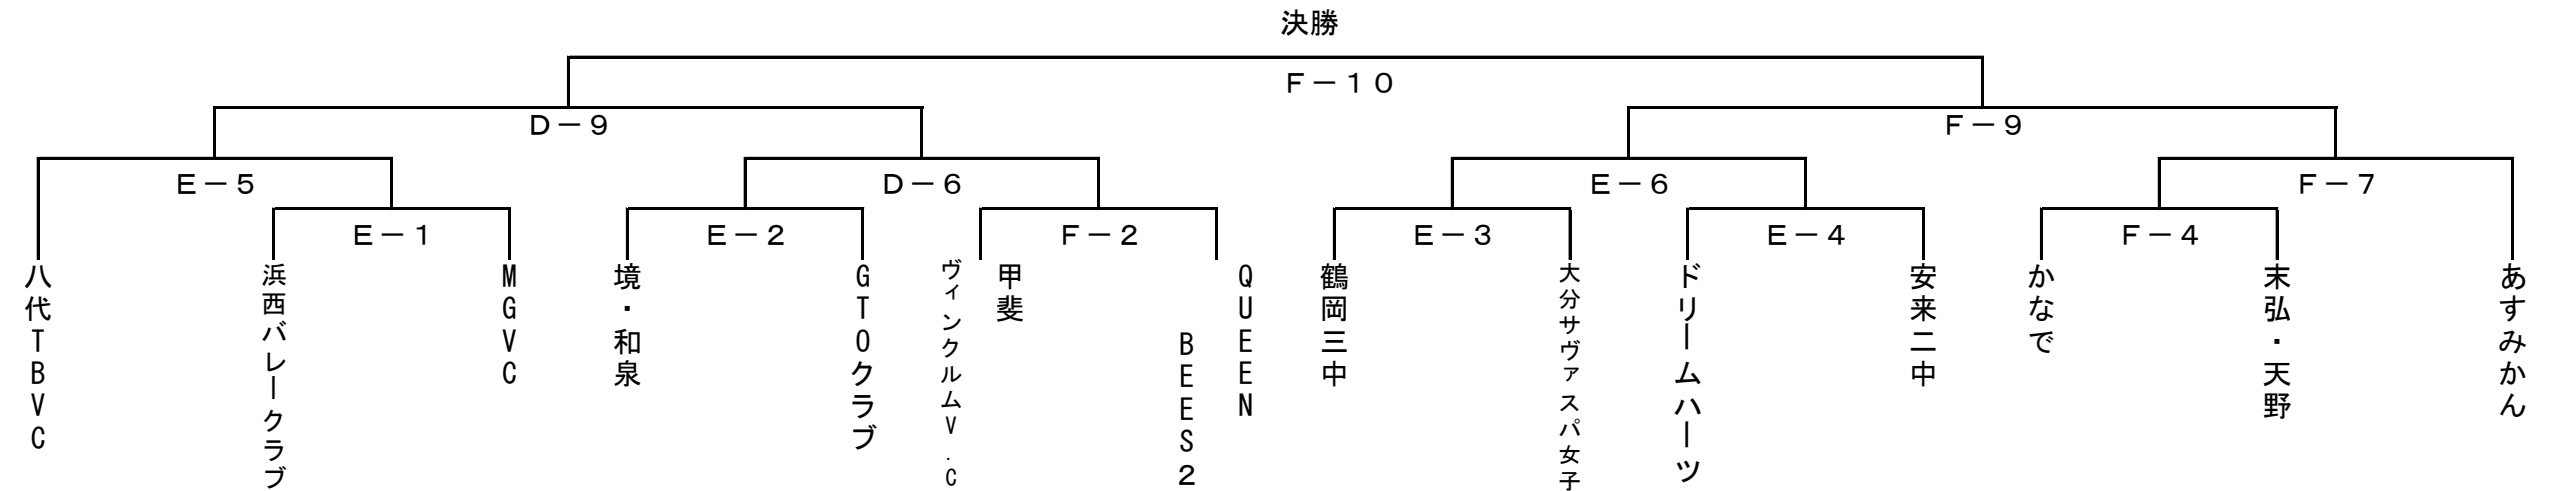 決勝
F－10
D－9
F－9
E－5
D－6
E－6
F－7
E－1
E－2
F－2
E－3
E－4
F－4
八代TBVC
浜西バレークラブ
MGVC
境・和泉
GTOクラブ
甲斐
ヴィンクルムV.C
QUEEN
BEES2
鶴岡三中
大分サヴァスパ女子
ドリームハーツ
安来二中
かなで
末弘・天野
あすみかん